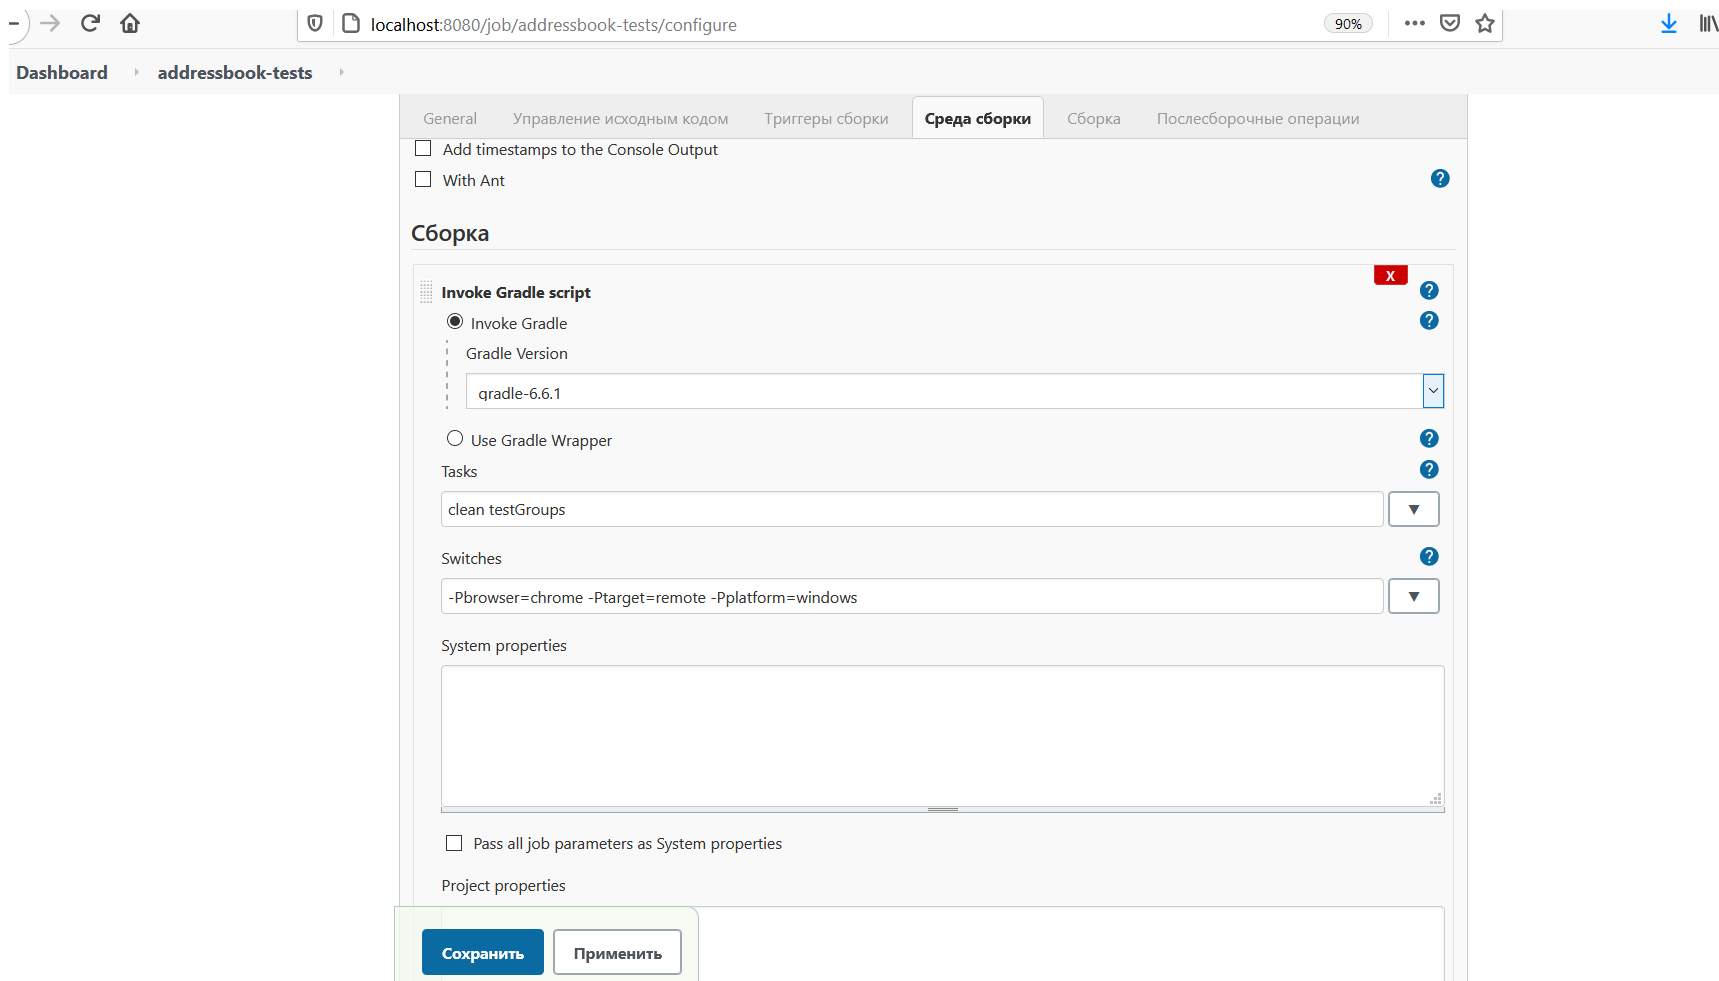 localhost:8080/job/addressbook-tests/configure 90%
Dashboard addressbook-tests
General Управление исходным кодом Триггеры сборки Среда сборки Сборка Послесборочные операции
Add timestamps to the Console Output
With Ant ?
Сборка
X
Invoke Gradle script ?
Invoke Gradle ?
Gradle Version
gradle-6.6.1
Use Gradle Wrapper ?
Tasks ?
clean testGroups
Switches ?
-Pbrowser=chrome -Ptarget=remote -Pplatform=windows
System properties
Pass all job parameters as System properties
Project properties
Сохранить Применить